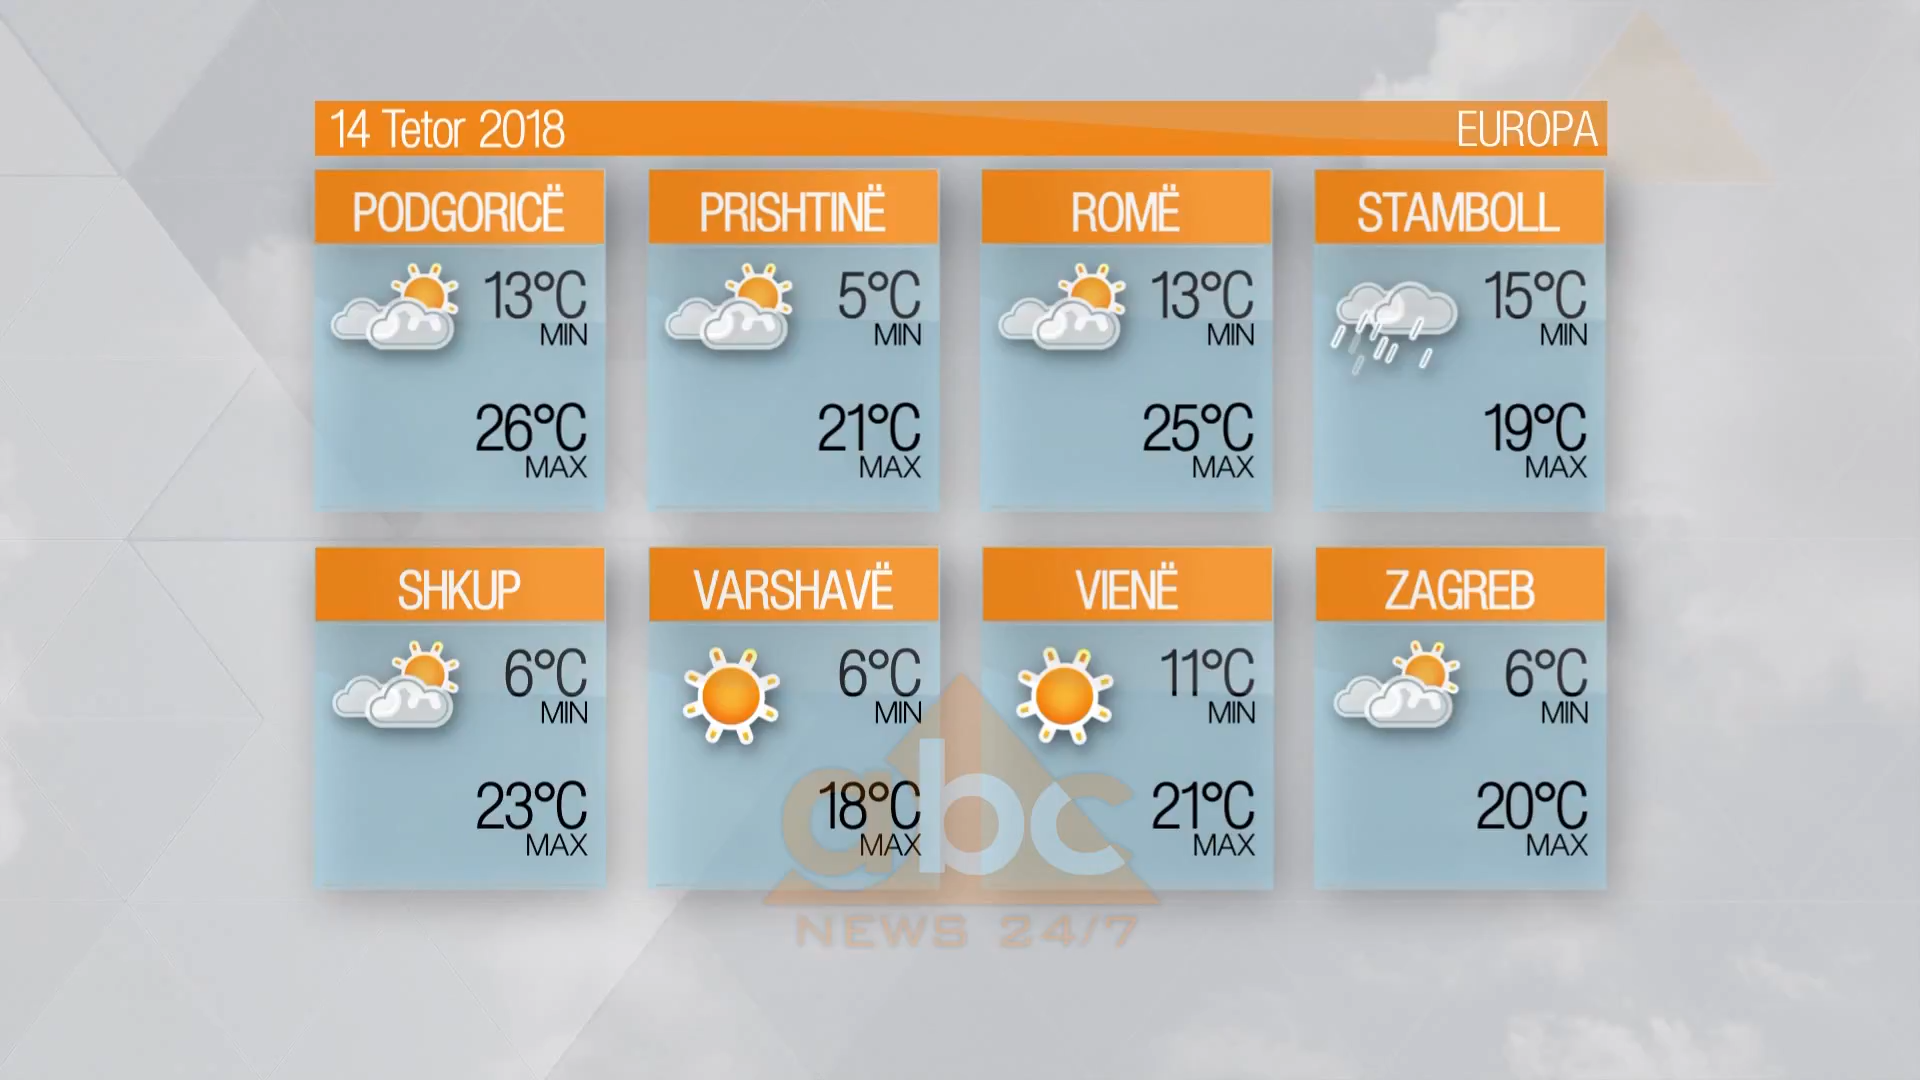 14 Tetor 2018
EUROPA
PODGORICË
13°C
MIN
26°C
MAX
PRISHTINË
5°C
MIN
21°C
MAX
ROMË
13°C
MIN
25°C
MAX
STAMBOLL
15°C
MIN
19°C
MAX
SHKUP
6°C
MIN
23°C
MAX
VARSHAVË
6°C
MIN
18°C
MAX
VIENË
11°C
MIN
21°C
MAX
ZAGREB
6°C
MIN
20°C
MAX
abc
NEWS 24/7